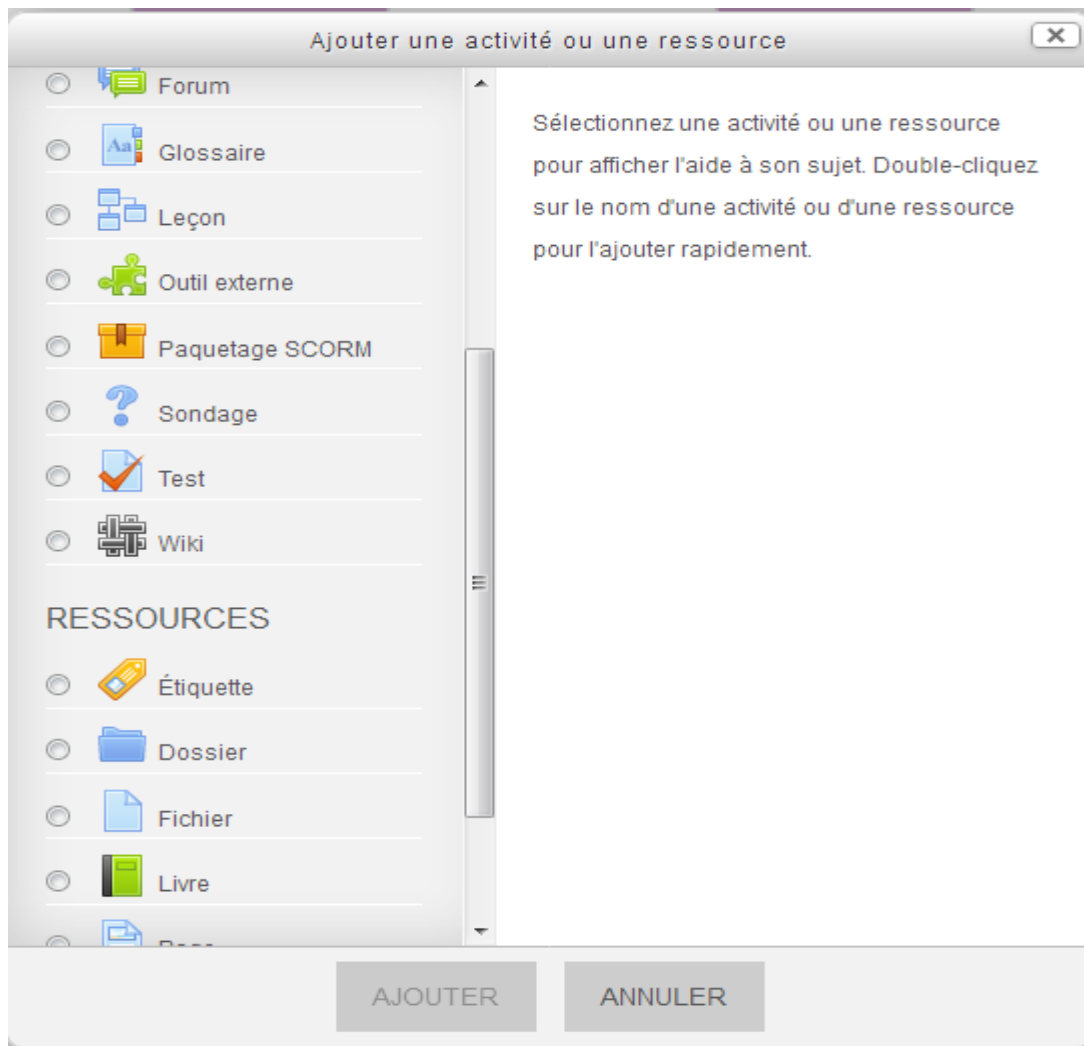 Ajouter une activité ou une ressource
Forum
Glossaire
Leçon
Outil externe
Paquetage SCORM
Sondage
Test
Wiki
RESSOURCES
Étiquette
Dossier
Fichier
Livre
Sélectionnez une activité ou une ressource
pour afficher l'aide à son sujet. Double-cliquez
sur le nom d'une activité ou d'une ressource
pour l'ajouter rapidement.
AJOUTER
ANNULER